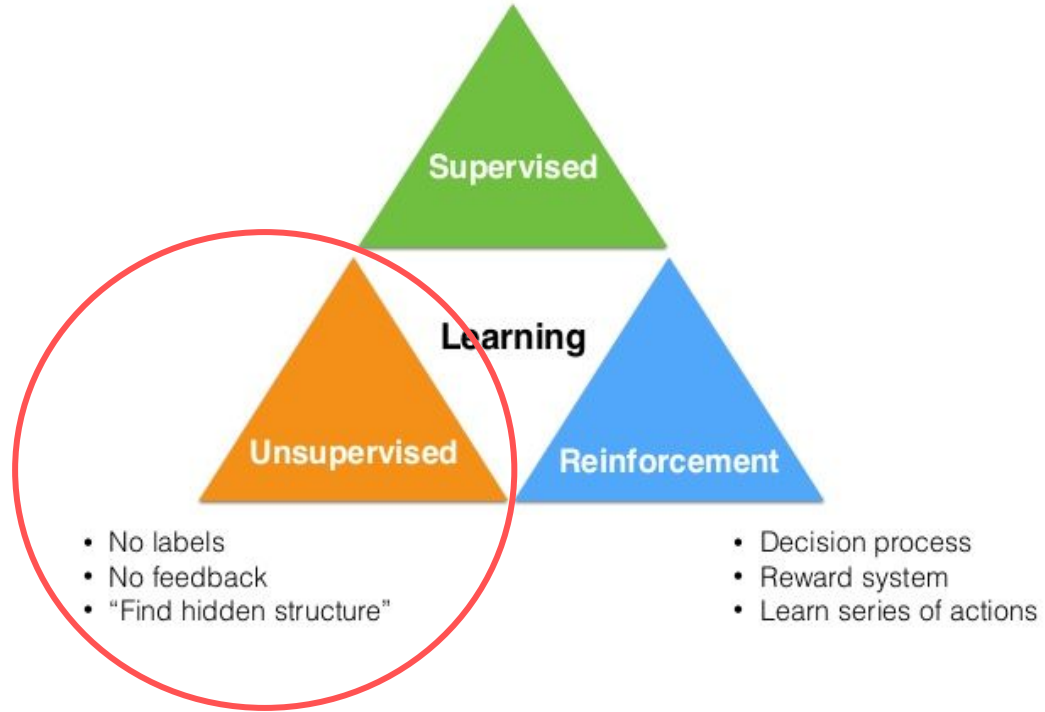 Supervised
Learning
Unsupervised
Reinforcement
• No labels
• No feedback
• “Find hidden structure”
• Decision process
• Reward system
• Learn series of actions